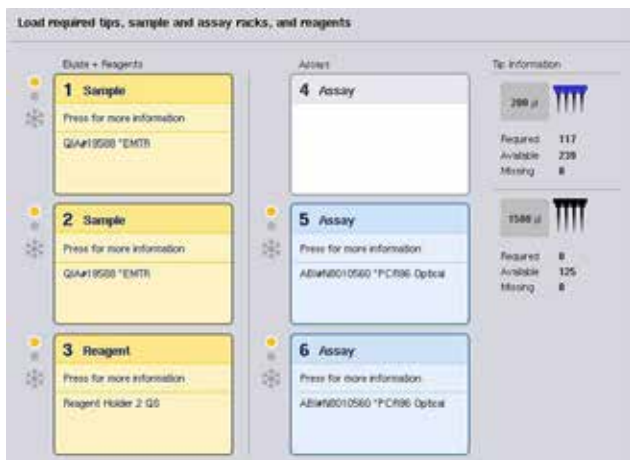 Load required tips, sample and assay racks, and reagents
Eluate + Reagents
Assays
Tip Information
1 Sample
Press for more information
QIA#19588 *EMTR
4 Assay
200 µl
Required 117
Available 239
Missing 0
2 Sample
Press for more information
QIA#19588 *EMTR
5 Assay
Press for more information
ABI#N8010560 *PCR96 Optical
1500 µl
Required 0
Available 125
Missing 0
3 Reagent
Press for more information
Reagent Holder 2 QS
6 Assay
Press for more information
ABI#N8010560 *PCR96 Optical